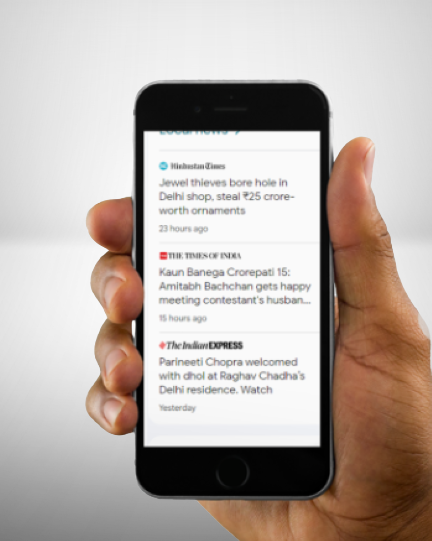 Local news >
Hindustan Times
Jewel thieves bore hole in
Delhi shop, steal ₹25 crore-
worth ornaments
23 hours ago
THE TIMES OF INDIA
Kaun Banega Crorepati 15:
Amitabh Bachchan gets happy
meeting contestant's husban...
15 hours ago
The Indian EXPRESS
Parineeti Chopra welcomed
with dhol at Raghav Chadha's
Delhi residence. Watch
Yesterday